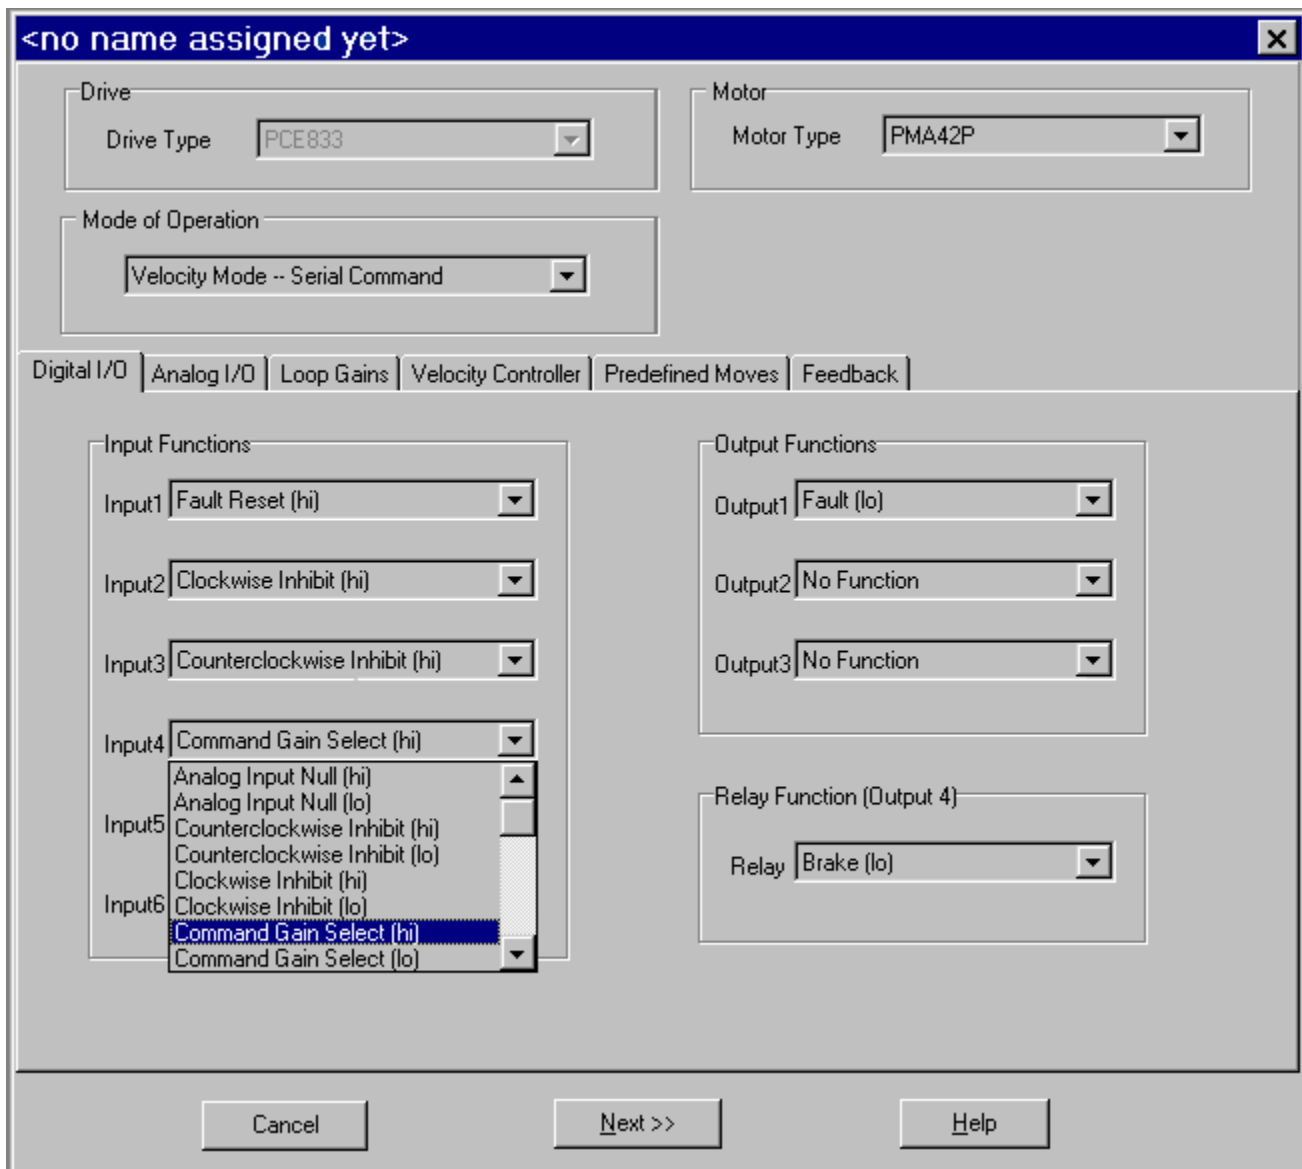 <no name assigned yet>
Drive
Drive Type PCE833
Motor
Motor Type PMA42P
Mode of Operation
Velocity Mode -- Serial Command
Digital I/O Analog I/O Loop Gains Velocity Controller Predefined Moves Feedback
Input Functions
Input1 Fault Reset (hi)
Input2 Clockwise Inhibit (hi)
Input3 Counterclockwise Inhibit (hi)
Input4 Command Gain Select (hi)
Analog Input Null (hi)
Analog Input Null (lo)
Input5
Counterclockwise Inhibit (hi)
Counterclockwise Inhibit (lo)
Clockwise Inhibit (hi)
Input6 Clockwise Inhibit (lo)
Command Gain Select (hi)
Command Gain Select (lo)
Output Functions
Output1 Fault (lo)
Output2 No Function
Output3 No Function
Relay Function (Output 4)
Relay Brake (lo)
Cancel Next >> Help